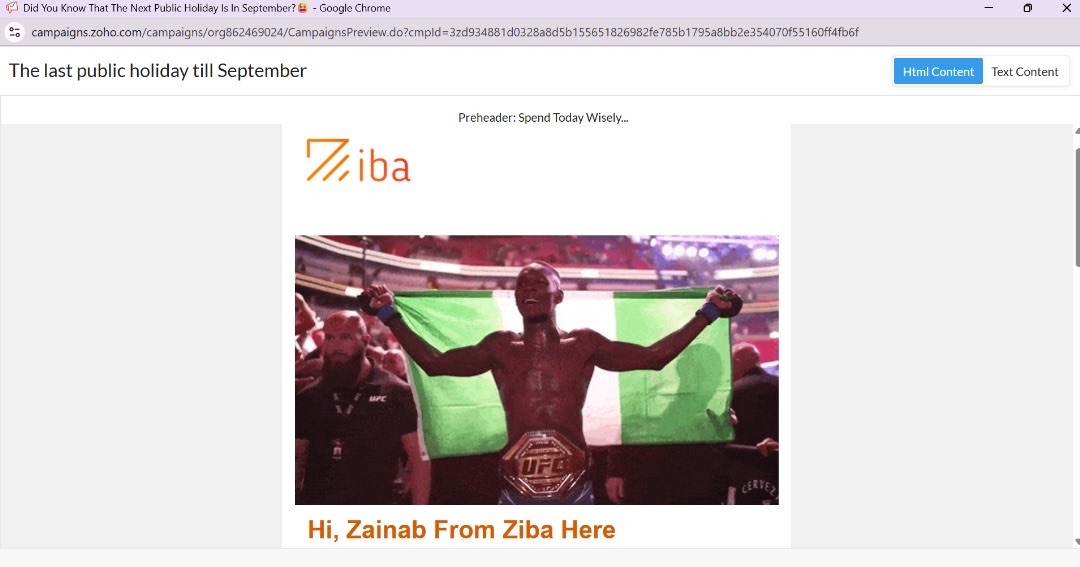 Did You Know That The Next Public Holiday Is In September?😆 - Google Chrome
campaigns.zoho.com/campaigns/org862469024/CampaignsPreview.do?cmpId=3zd934881d0328a8d5b155651826982fe785b1795a8bb2e354070f55160ff4fb6f
The last public holiday till September
Html Content
Text Content
Preheader: Spend Today Wisely...
Ziba
UFC
UFC
CERVEZ
Hi, Zainab From Ziba Here